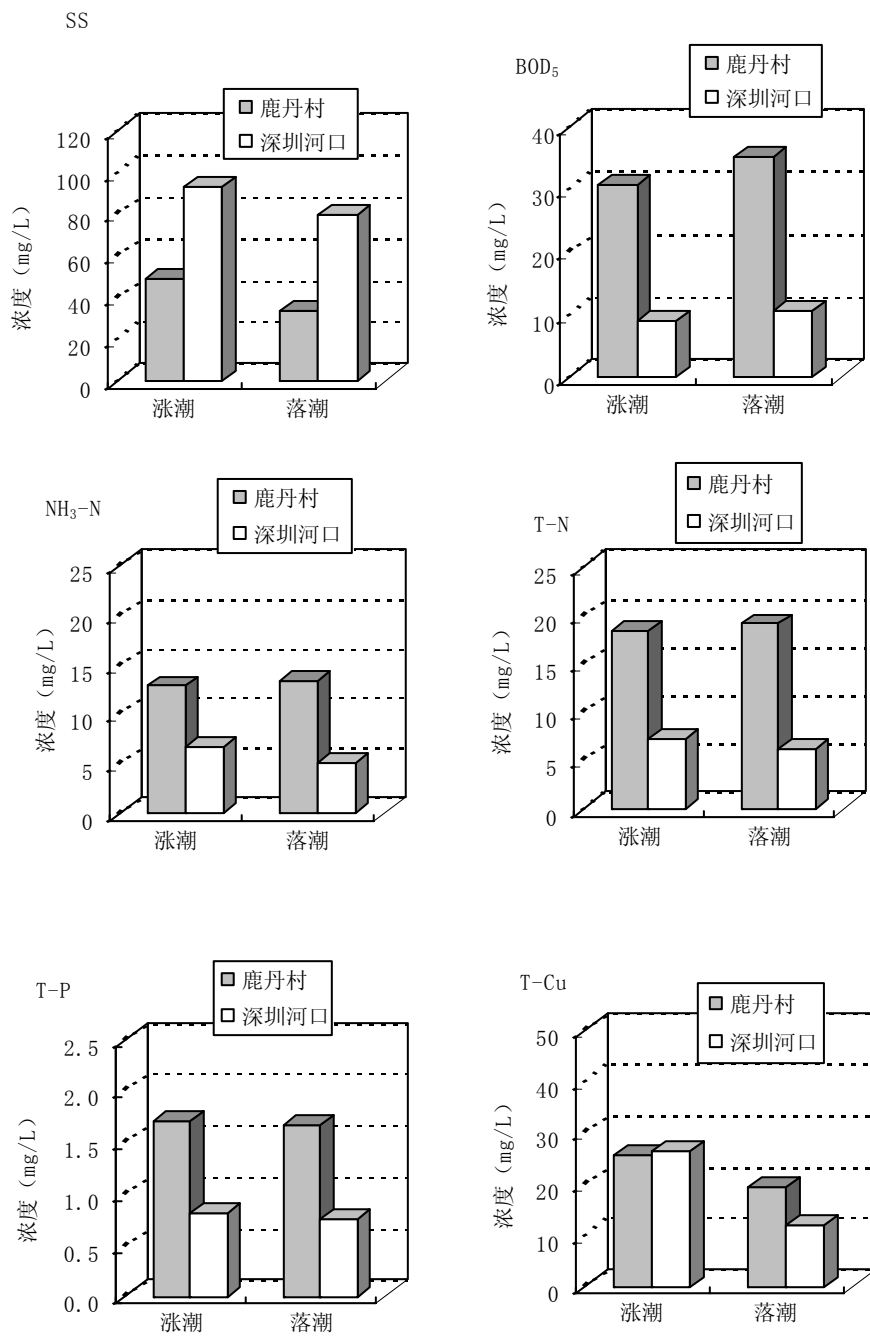 SS
鹿丹村
深圳河口
120
100
80
60
40
20
0
浓度（mg/L）
涨潮 落潮
BOD₅
鹿丹村
深圳河口
40
30
20
10
0
浓度（mg/L）
涨潮 落潮
NH₃-N
鹿丹村
深圳河口
25
20
15
10
5
0
浓度（mg/L）
涨潮 落潮
T-N
鹿丹村
深圳河口
25
20
15
10
5
0
浓度（mg/L）
涨潮 落潮
T-P
鹿丹村
深圳河口
2.5
2.0
1.5
1.0
0.5
0.0
浓度（mg/L）
涨潮 落潮
T-Cu
鹿丹村
深圳河口
50
40
30
20
10
0
浓度（mg/L）
涨潮 落潮